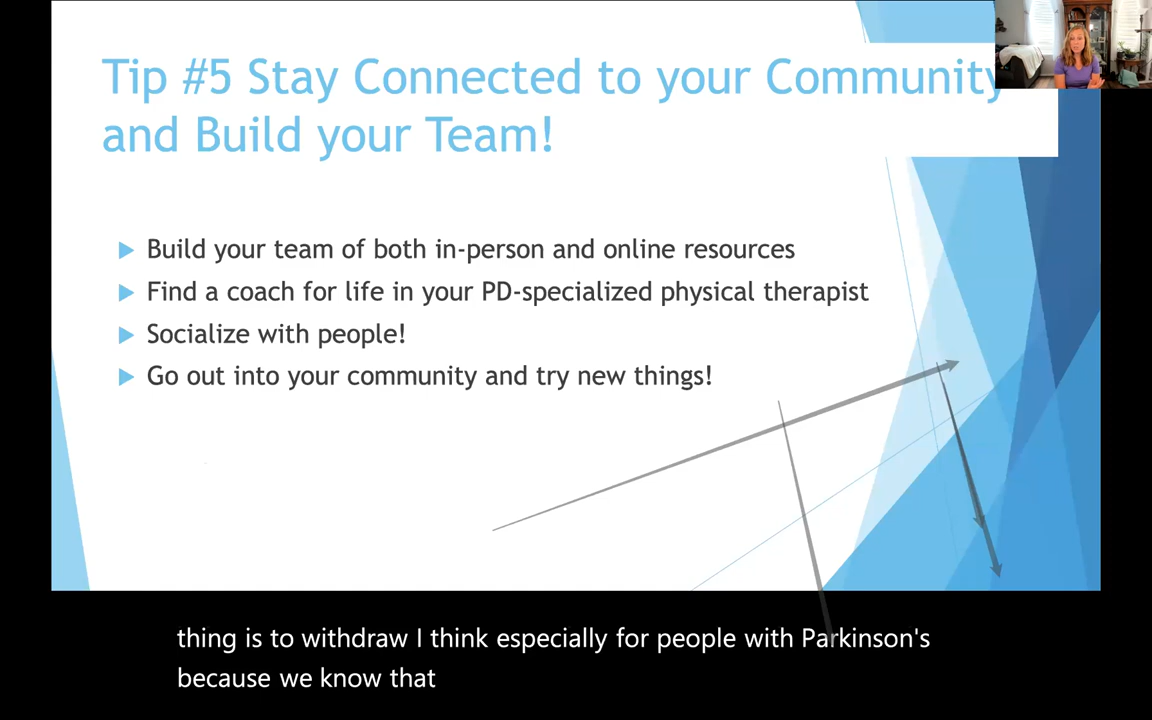 Tip #5 Stay Connected to your Community
and Build your Team!
Build your team of both in-person and online resources
Find a coach for life in your PD-specialized physical therapist
Socialize with people!
Go out into your community and try new things!
thing is to withdraw I think especially for people with Parkinson's
because we know that